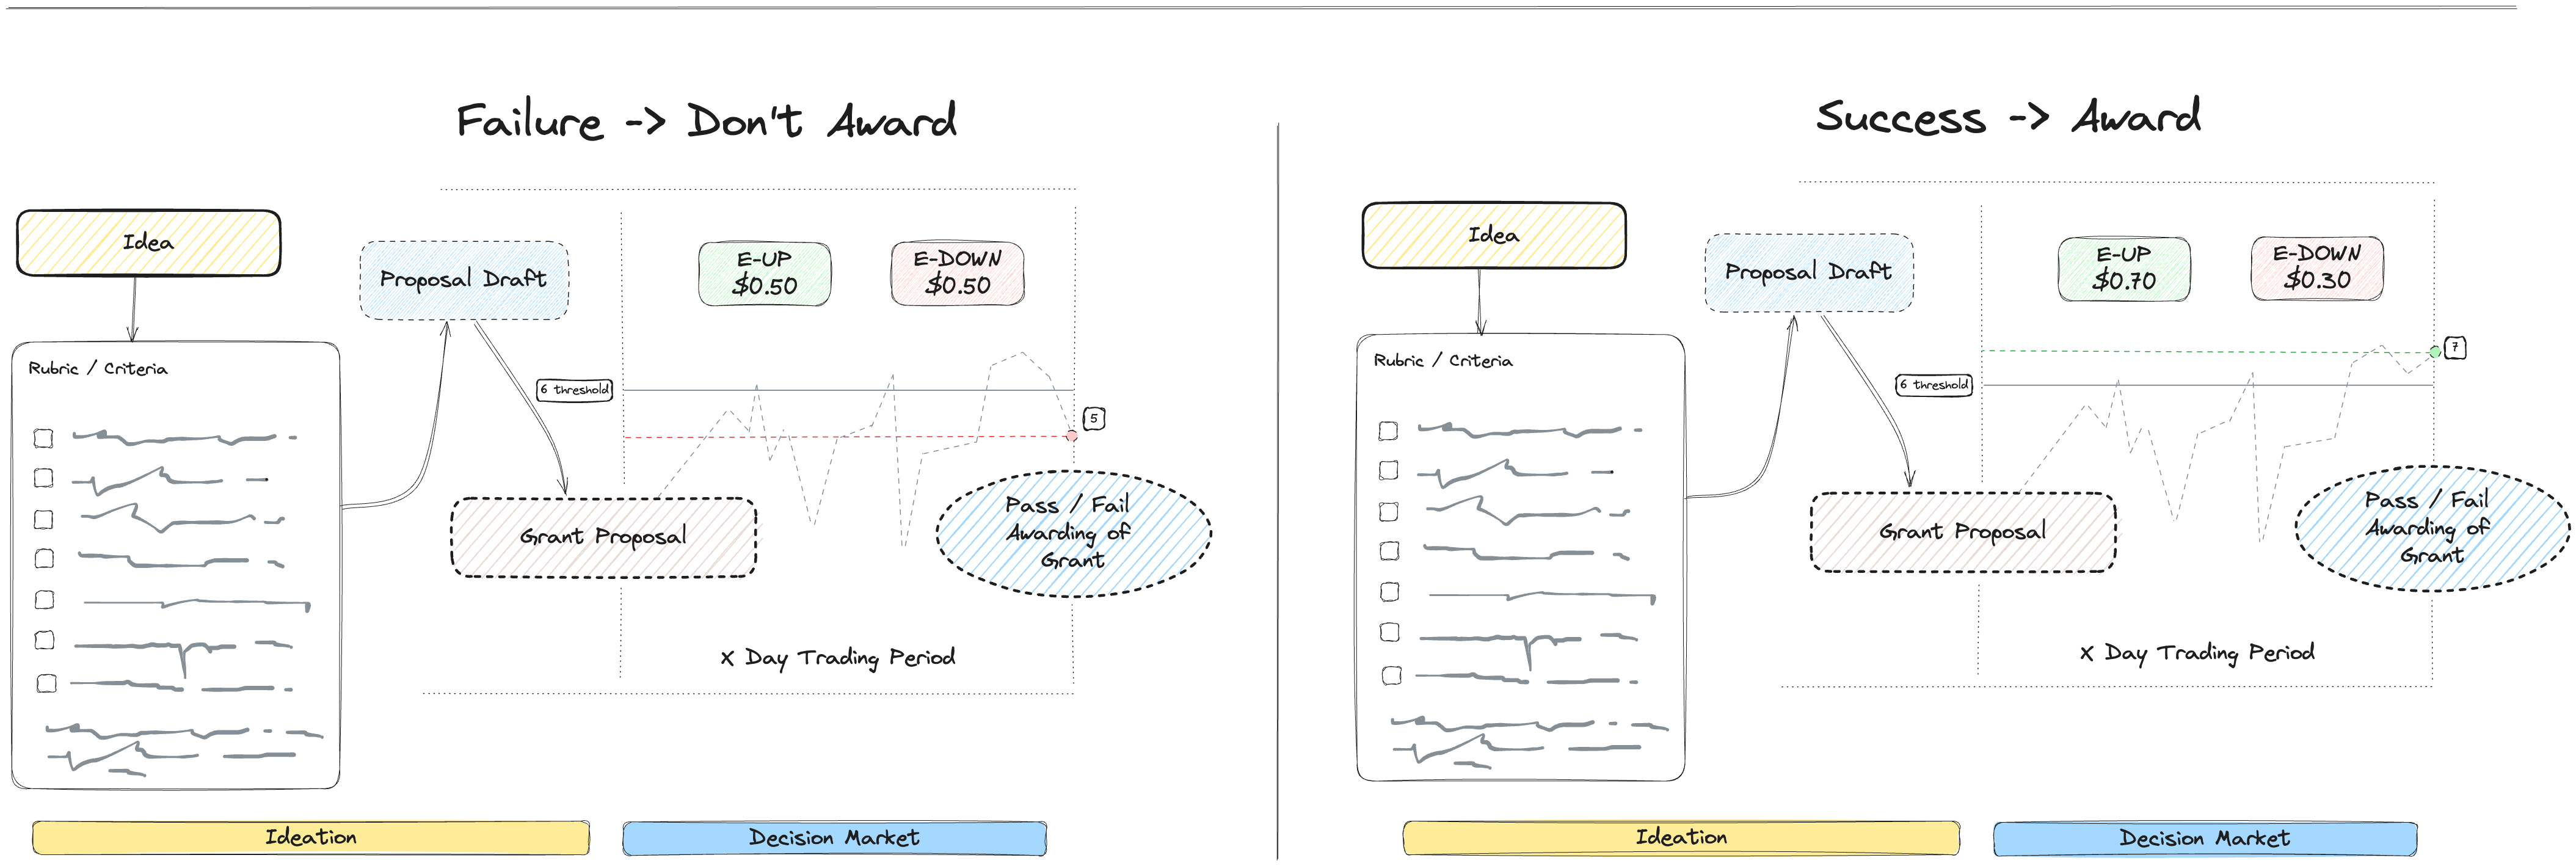 Failure -> Don't Award
Idea
Rubric / Criteria
Proposal Draft
E-UP
$0.50
E-DOWN
$0.50
6 threshold
5
Grant Proposal
Pass / Fail
Awarding of
Grant
X Day Trading Period
Ideation
Decision Market
Success -> Award
Idea
Rubric / Criteria
Proposal Draft
E-UP
$0.70
E-DOWN
$0.30
7
6 threshold
Grant Proposal
Pass / Fail
Awarding of
Grant
X Day Trading Period
Ideation
Decision Market